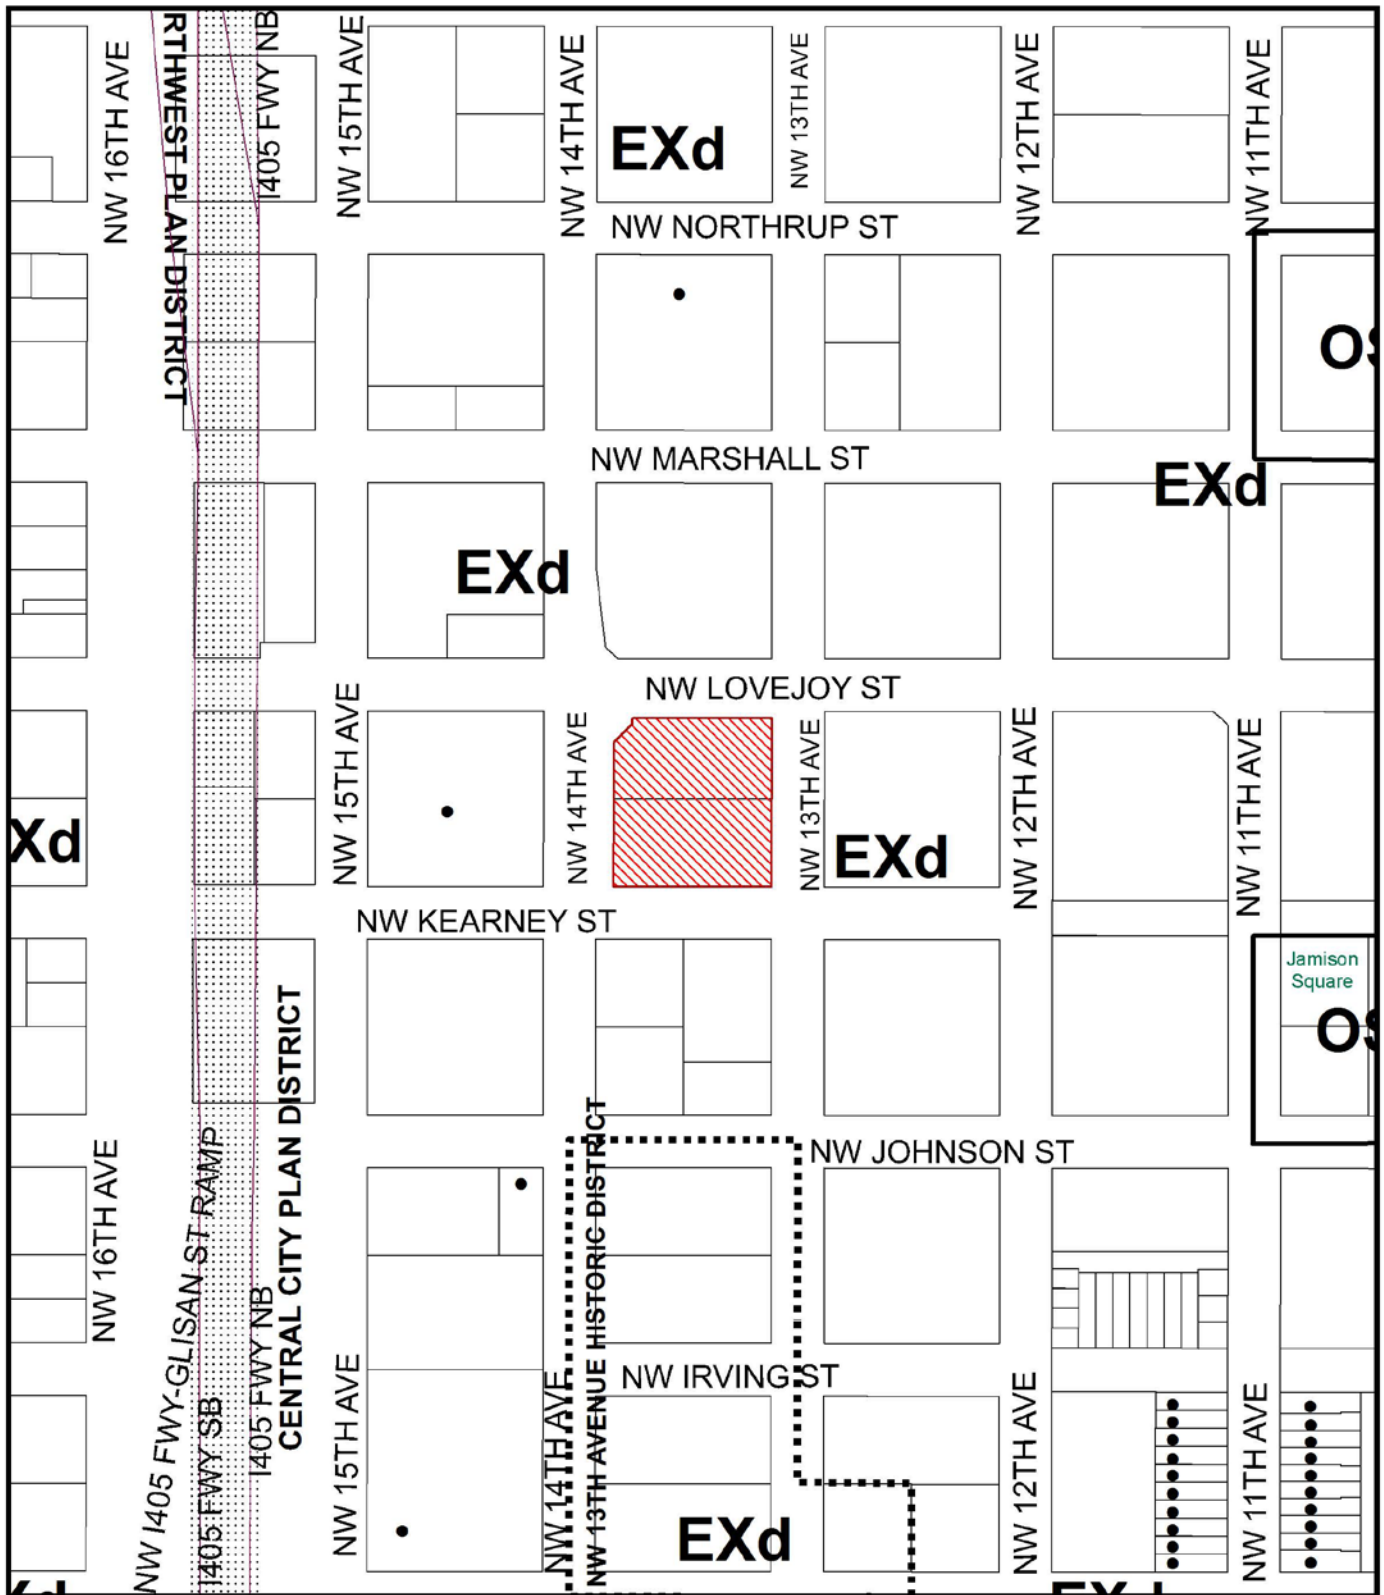 NW 16TH AVE
RTHWEST PLAN DISTRICT
I405 FWY NB
NW 15TH AVE
NW 14TH AVE
EXd
NW 13TH AVE
NW 12TH AVE
NW 11TH AVE
NW NORTHRUP ST
OS
NW MARSHALL ST
EXd
EXd
NW LOVEJOY ST
Xd
NW 15TH AVE
NW 14TH AVE
NW 13TH AVE
EXd
NW 12TH AVE
NW 11TH AVE
NW KEARNEY ST
Jamison
Square
OS
CENTRAL CITY PLAN DISTRICT
NW JOHNSON ST
NW 16TH AVE
NW I405 FWY-GLISAN ST RAMP
I405 FWY SB
I405 FWY NB
NW 15TH AVE
NW 14TH AVE
NW 13TH AVENUE HISTORIC DISTRICT
NW IRVING ST
NW 12TH AVE
NW 11TH AVE
EXd
Xd
EXd